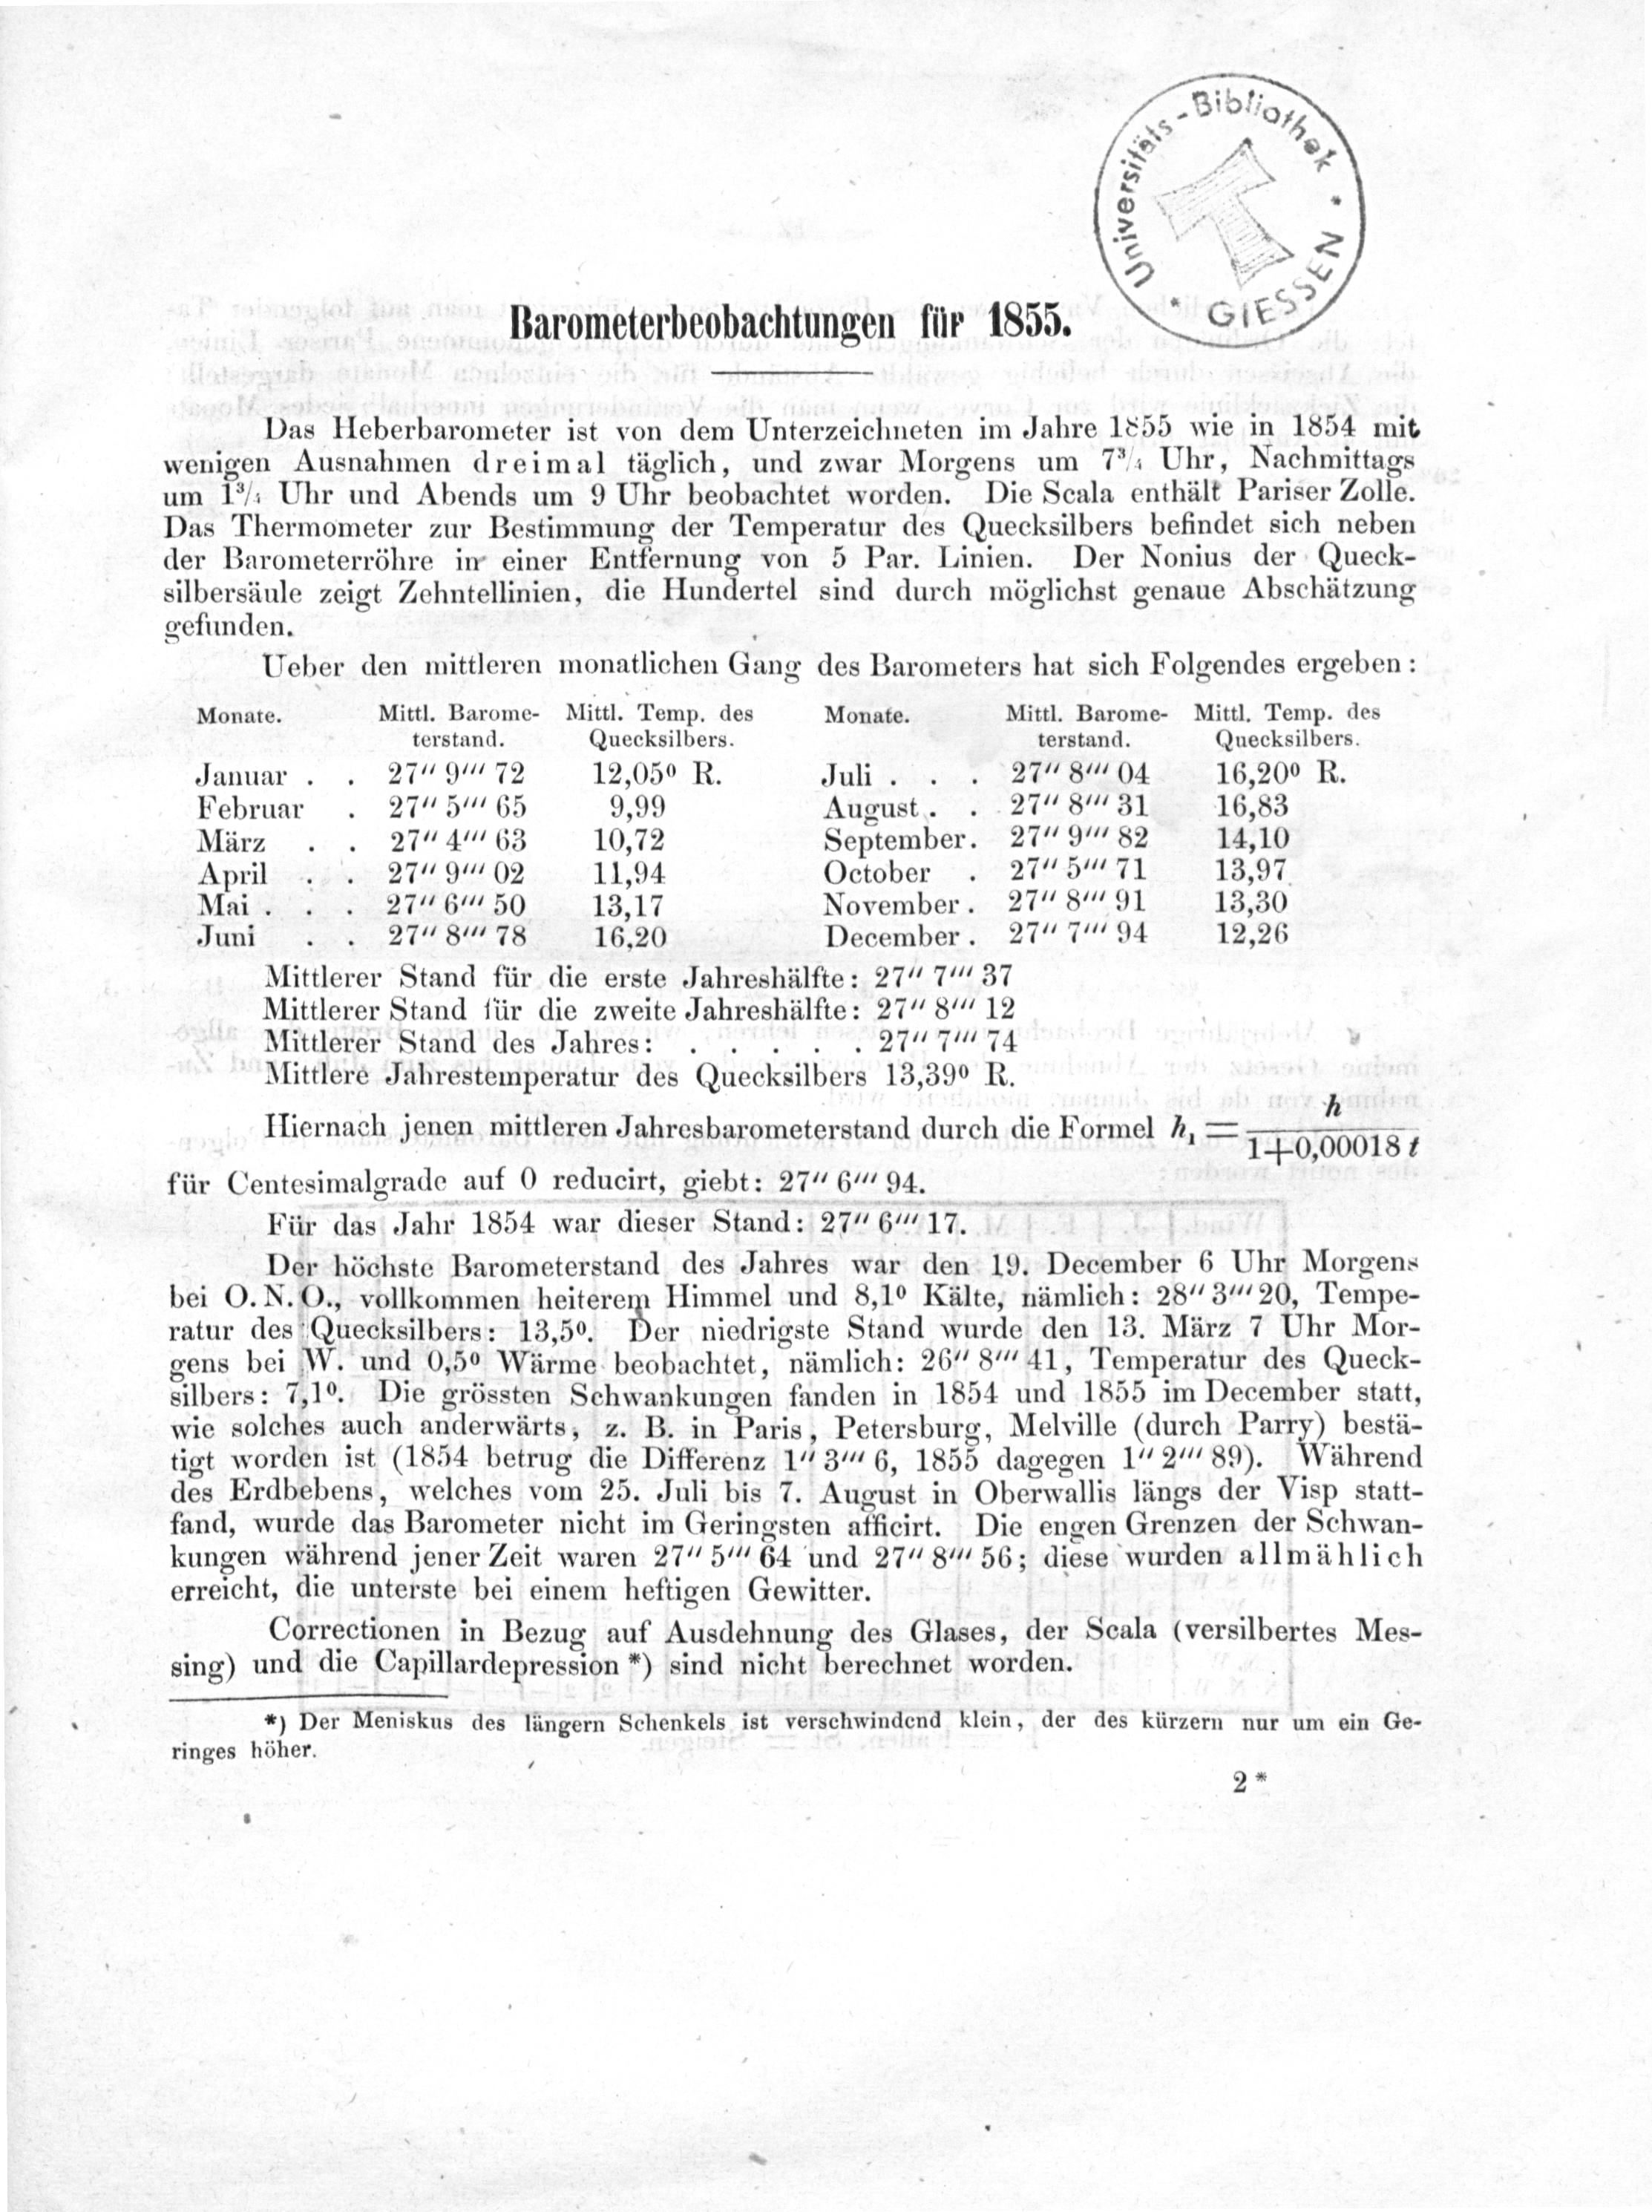 Universitäts-Bibliothek
* GIESSEN *
Barometerbeobachtungen für 1855.
Das Heberbarometer ist von dem Unterzeichneten im Jahre 1855 wie in 1854 mit
wenigen Ausnahmen dreimal täglich, und zwar Morgens um 7³/₄ Uhr, Nachmittags
um 1³/₄ Uhr und Abends um 9 Uhr beobachtet worden. Die Scala enthält Pariser Zolle.
Das Thermometer zur Bestimmung der Temperatur des Quecksilbers befindet sich neben
der Barometerröhre in einer Entfernung von 5 Par. Linien. Der Nonius der Queck-
silbersäule zeigt Zehntellinien, die Hundertel sind durch möglichst genaue Abschätzung
gefunden.
Ueber den mittleren monatlichen Gang des Barometers hat sich Folgendes ergeben:
Monate. Mittl. Barome- Mittl. Temp. des Monate. Mittl. Barome- Mittl. Temp. des
terstand. Quecksilbers. terstand. Quecksilbers.
Januar . . 27'' 9''' 72 12,05⁰ R. Juli . . . 27'' 8''' 04 16,20⁰ R.
Februar . 27'' 5''' 65 9,99 August . . 27'' 8''' 31 16,83
März . . 27'' 4''' 63 10,72 September . 27'' 9''' 82 14,10
April . . 27'' 9''' 02 11,94 October . 27'' 5''' 71 13,97
Mai . . . 27'' 6''' 50 13,17 November . 27'' 8''' 91 13,30
Juni . . 27'' 8''' 78 16,20 December . 27'' 7''' 94 12,26
Mittlerer Stand für die erste Jahreshälfte: 27'' 7''' 37
Mittlerer Stand für die zweite Jahreshälfte: 27'' 8''' 12
Mittlerer Stand des Jahres: . . . . . 27'' 7''' 74
Mittlere Jahrestemperatur des Quecksilbers 13,39⁰ R.
Hiernach jenen mittleren Jahresbarometerstand durch die Formel h₁ = h / 1+0,00018 t
für Centesimalgrade auf 0 reducirt, giebt: 27'' 6''' 94.
Für das Jahr 1854 war dieser Stand: 27'' 6''' 17.
Der höchste Barometerstand des Jahres war den 19. December 6 Uhr Morgens
bei O. N. O., vollkommen heiterem Himmel und 8,1⁰ Kälte, nämlich: 28'' 3''' 20, Tempe-
ratur des Quecksilbers: 13,5⁰. Der niedrigste Stand wurde den 13. März 7 Uhr Mor-
gens bei W. und 0,5⁰ Wärme beobachtet, nämlich: 26'' 8''' 41, Temperatur des Queck-
silbers: 7,1⁰. Die grössten Schwankungen fanden in 1854 und 1855 im December statt,
wie solches auch anderwärts, z. B. in Paris, Petersburg, Melville (durch Parry) bestä-
tigt worden ist (1854 betrug die Differenz 1'' 3''' 6, 1855 dagegen 1'' 2''' 89). Während
des Erdbebens, welches vom 25. Juli bis 7. August in Oberwallis längs der Visp statt-
fand, wurde das Barometer nicht im Geringsten afficirt. Die engen Grenzen der Schwan-
kungen während jener Zeit waren 27'' 5''' 64 und 27'' 8''' 56; diese wurden allmählich
erreicht, die unterste bei einem heftigen Gewitter.
Correctionen in Bezug auf Ausdehnung des Glases, der Scala (versilbertes Mes-
sing) und die Capillardepression *) sind nicht berechnet worden.
*) Der Meniskus des längern Schenkels ist verschwindend klein, der des kürzern nur um ein Ge-
ringes höher.
2 *